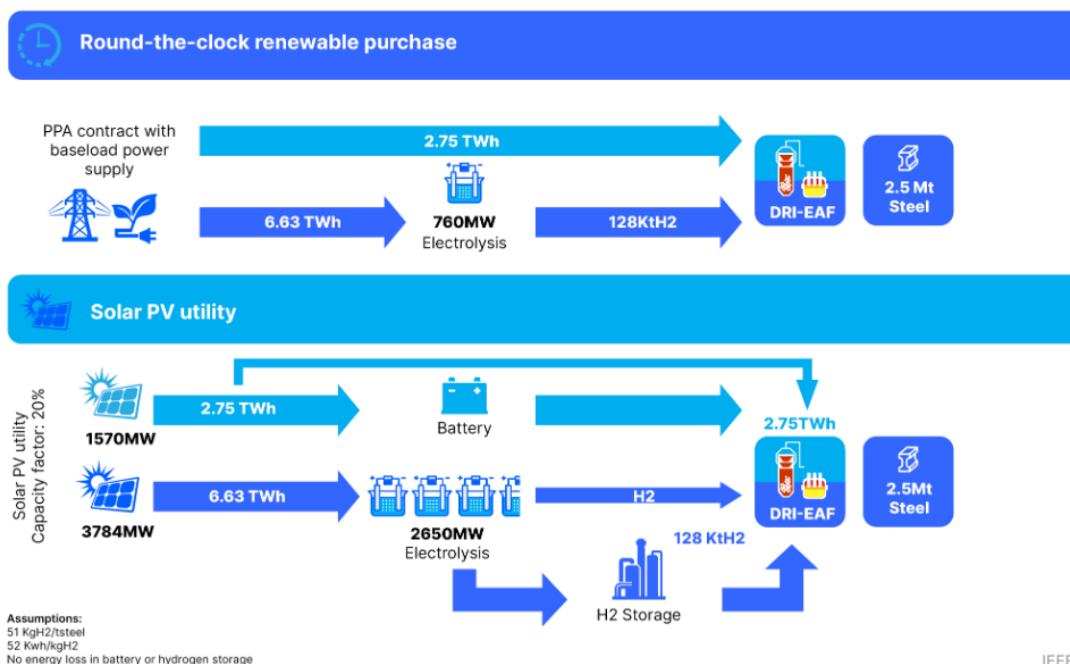 Round-the-clock renewable purchase
PPA contract with
baseload power
supply
2.75 TWh
6.63 TWh
760MW
Electrolysis
128KtH2
DRI-EAF
2.5 Mt
Steel
Solar PV utility
Solar PV utility
Capacity factor: 20%
1570MW
2.75 TWh
Battery
2.75TWh
3784MW
6.63 TWh
2650MW
Electrolysis
H2
128 KtH2
H2 Storage
DRI-EAF
2.5Mt
Steel
Assumptions:
51 KgH2/tsteel
52 Kwh/kgH2
No energy loss in battery or hydrogen storage